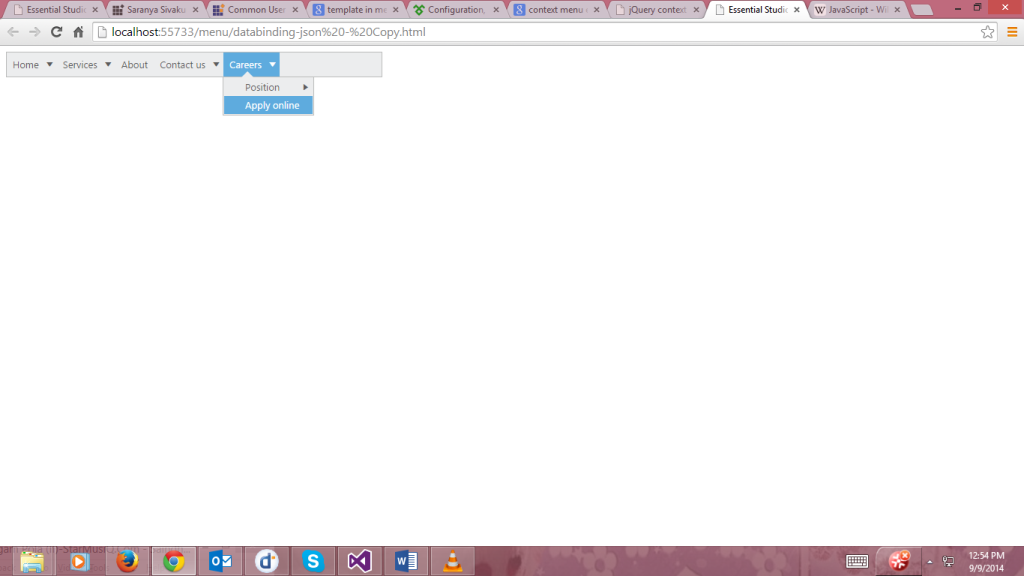 Essential Studi
Saranya Sivaku
Common User
template in me
Configuration,
context menu
jQuery context
Essential Studi
JavaScript - Wi
localhost:55733/menu/databinding-json%20-%20Copy.html
Home Services About Contact us Careers
Position
Apply online
12:54 PM
9/9/2014